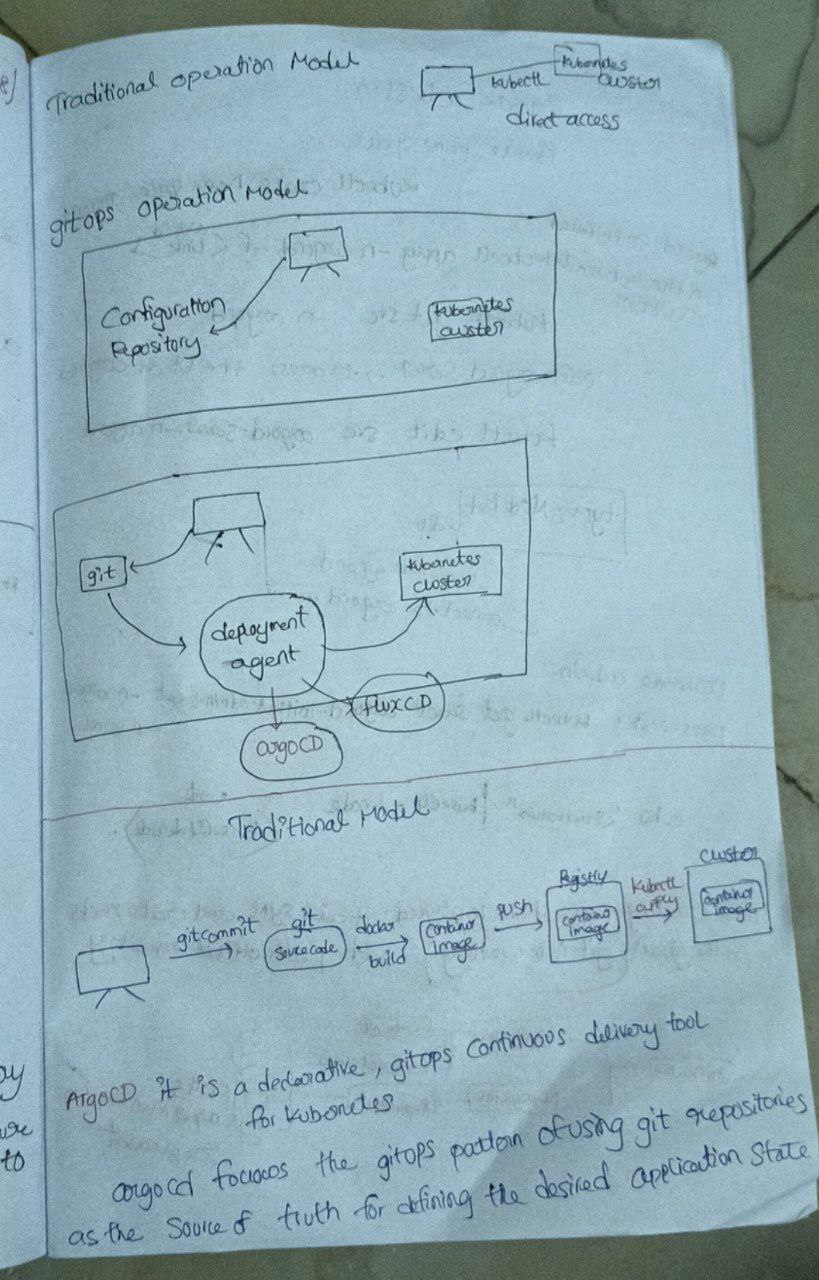 Traditional operation Model
kubernetes
kubectl cluster
direct access
gitops operation Model
Configuration
Repository
kubernetes
cluster
git
kubernetes
cluster
deployment
agent
fluxCD
argoCD
Traditional Model
gitcommit
git
sourcecode
docker
build
container
image
push
Registry
container
image
Kubectl
apply
cluster
container
image
ArgoCD it is a declarative, gitops continuous delivery tool
for kubernetes
argocd focuses the gitops pattern of using git repositories
as the source of truth for defining the desired application state